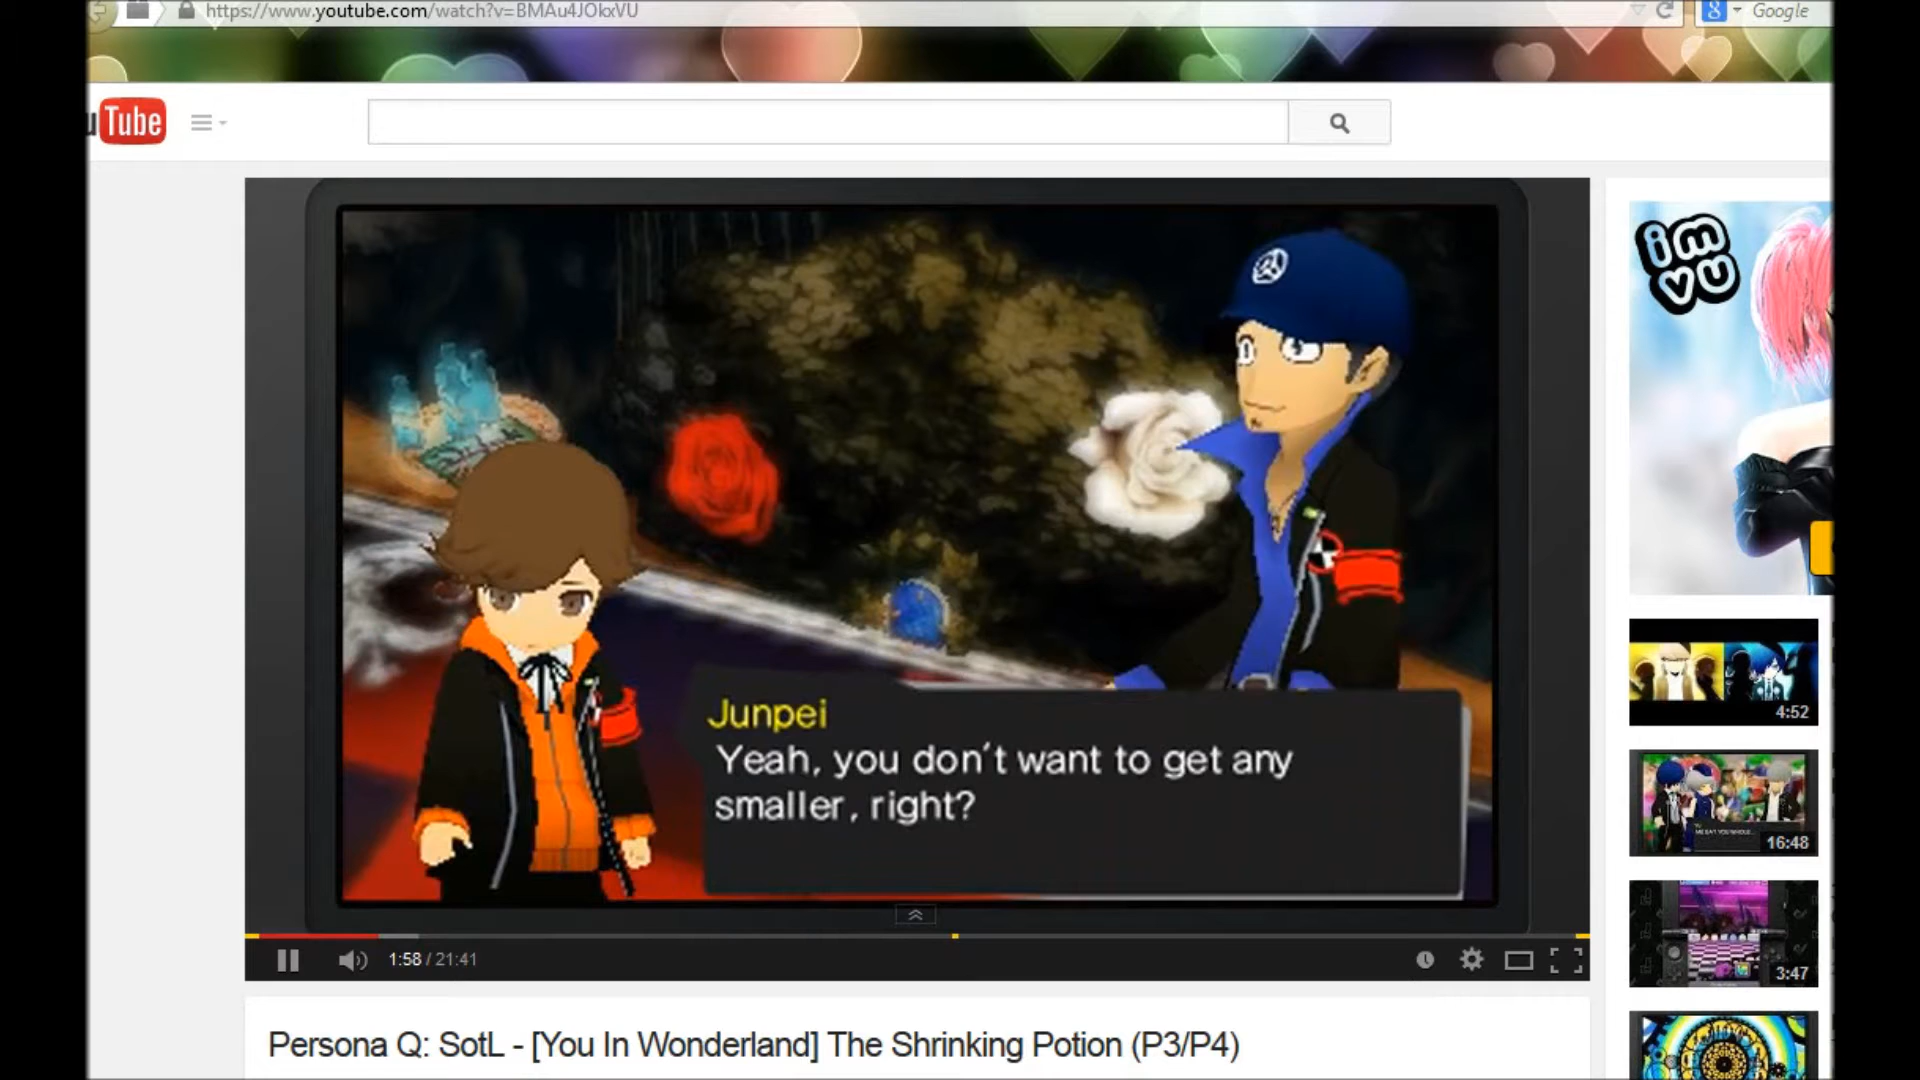 https://www.youtube.com/watch?v=BMAu4JOkxVU
Google
uTube
imvu
Junpei
Yeah, you don't want to get any
smaller, right?
4:52
16:48
3:47
1:58 / 21:41
Persona Q: SotL - [You In Wonderland] The Shrinking Potion (P3/P4)